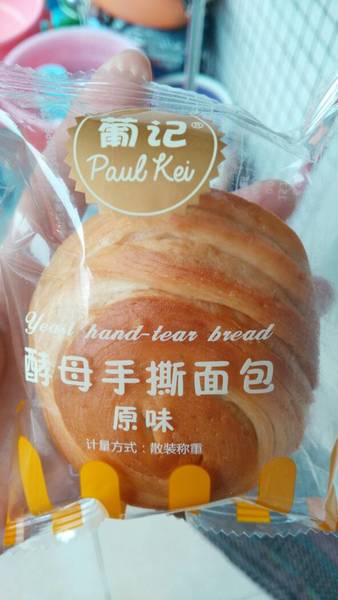 葡记®
Paul Kei
Yeast hand-tear bread
酵母手撕面包
原味
计量方式：散装称重